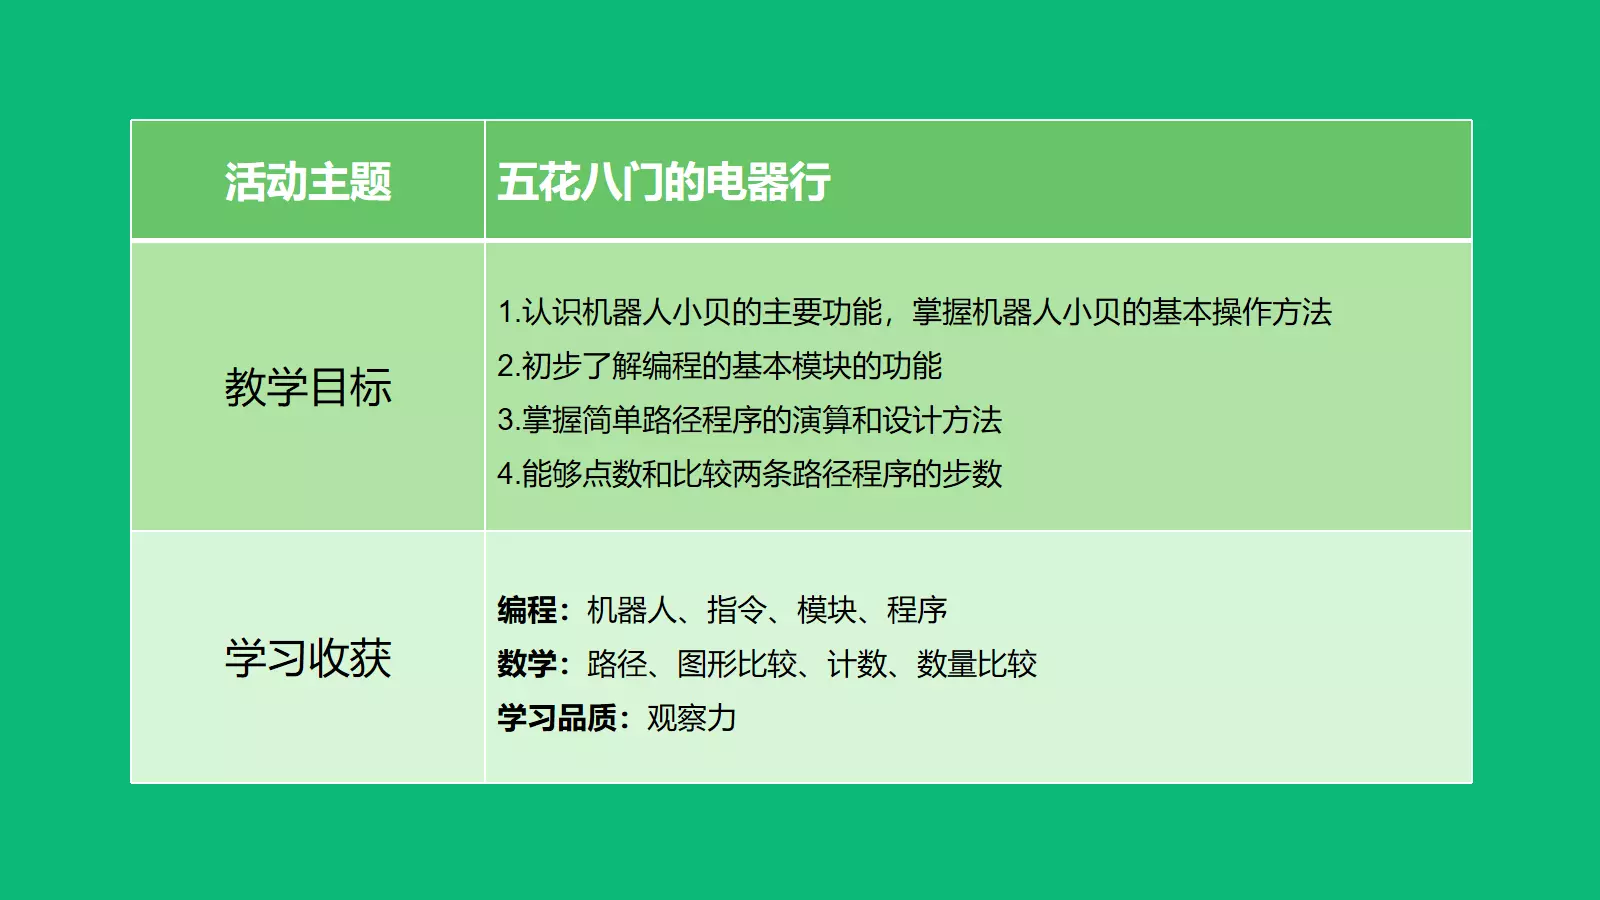 活动主题
五花八门的电器行
教学目标
1.认识机器人小贝的主要功能，掌握机器人小贝的基本操作方法
2.初步了解编程的基本模块的功能
3.掌握简单路径程序的演算和设计方法
4.能够点数和比较两条路径程序的步数
学习收获
编程：机器人、指令、模块、程序
数学：路径、图形比较、计数、数量比较
学习品质：观察力